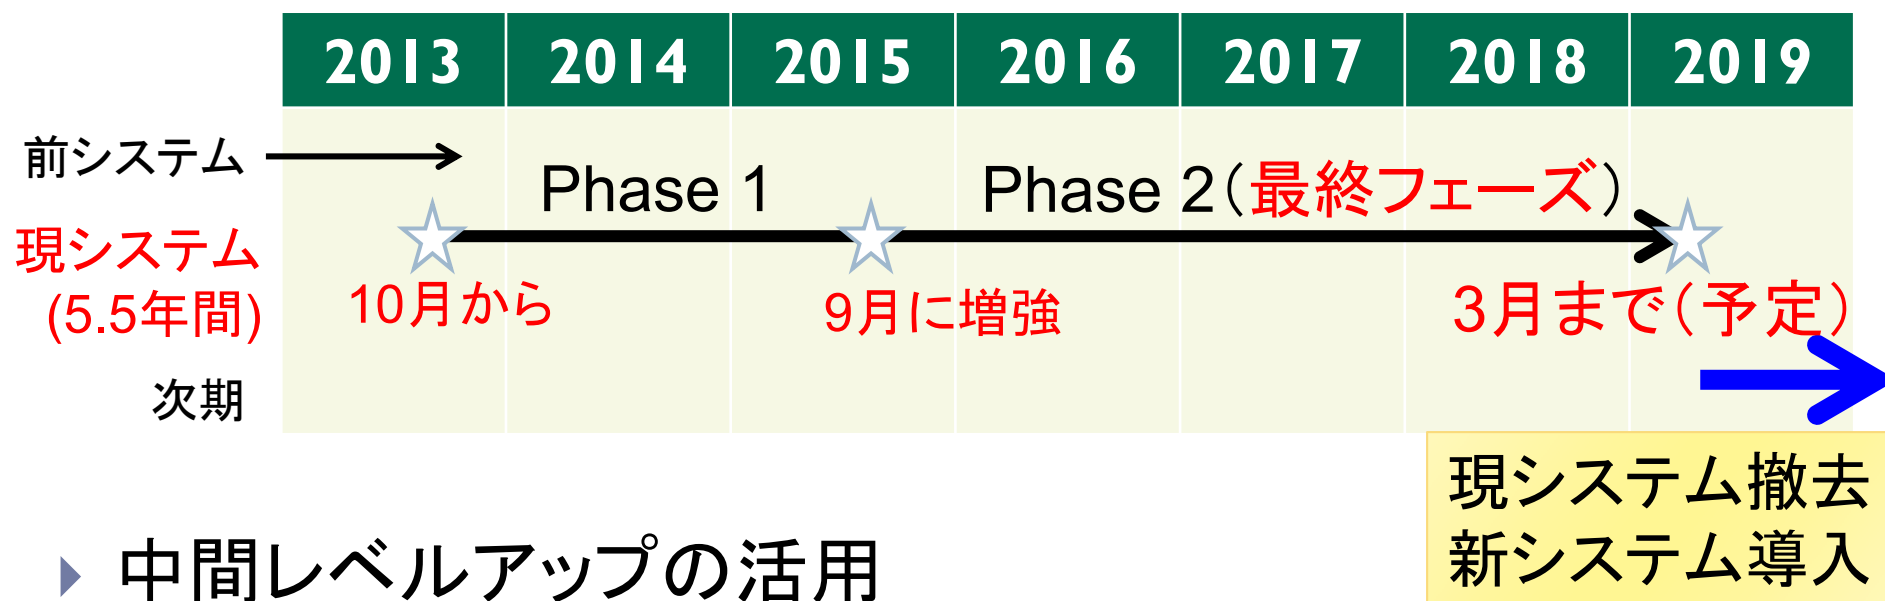 2013 2014 2015 2016 2017 2018 2019
前システム
Phase 1 Phase 2(最終フェーズ)
現システム
(5.5年間)
10月から 9月に増強 3月まで(予定)
次期
現システム撤去
新システム導入
中間レベルアップの活用